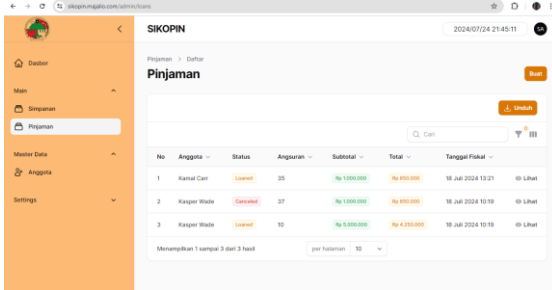 sikopin.mujalio.com/admin/loans
SIKOPIN
2024/07/24 21:45:11
SA
Dasbor
Main
Simpanan
Pinjaman
Master Data
Anggota
Settings
Pinjaman > Daftar
Pinjaman
Buat
Unduh
Cari
0
No Anggota Status Angsuran Subtotal Total Tanggal Fiskal
1 Kamal Carr Loaned 35 Rp 1.000.000 Rp 850.000 18 Juli 2024 13:21 Lihat
2 Kasper Wade Canceled 37 Rp 1.000.000 Rp 850.000 18 Juli 2024 10:19 Lihat
3 Kasper Wade Loaned 10 Rp 5.000.000 Rp 4.250.000 18 Juli 2024 10:18 Lihat
Menampilkan 1 sampai 3 dari 3 hasil
per halaman 10